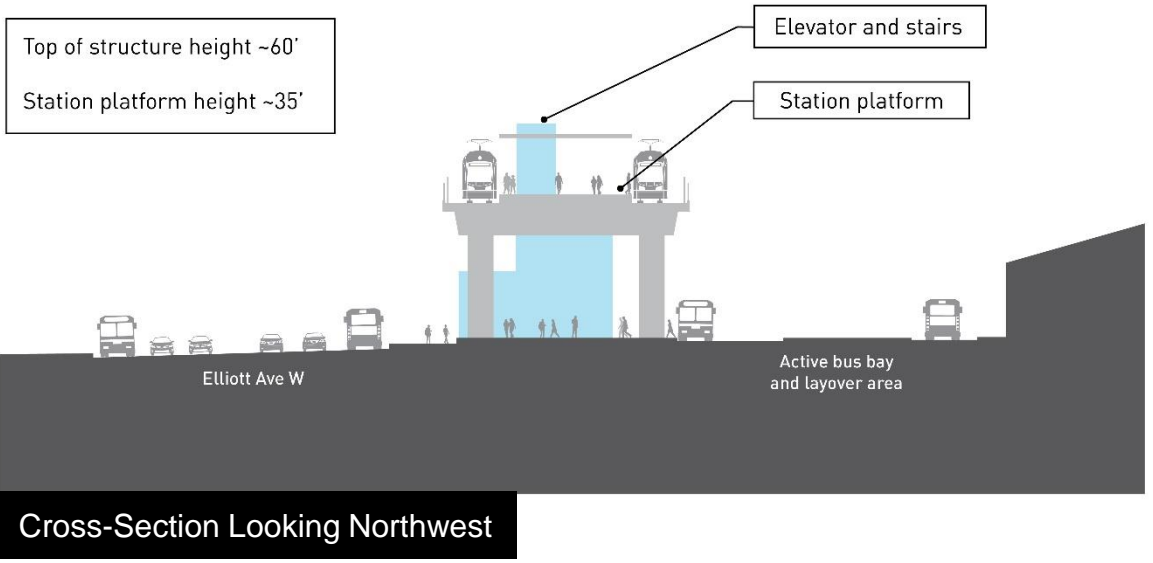 Top of structure height ~60’
Station platform height ~35’
Elevator and stairs
Station platform
Elliott Ave W
Active bus bay
and layover area
Cross-Section Looking Northwest